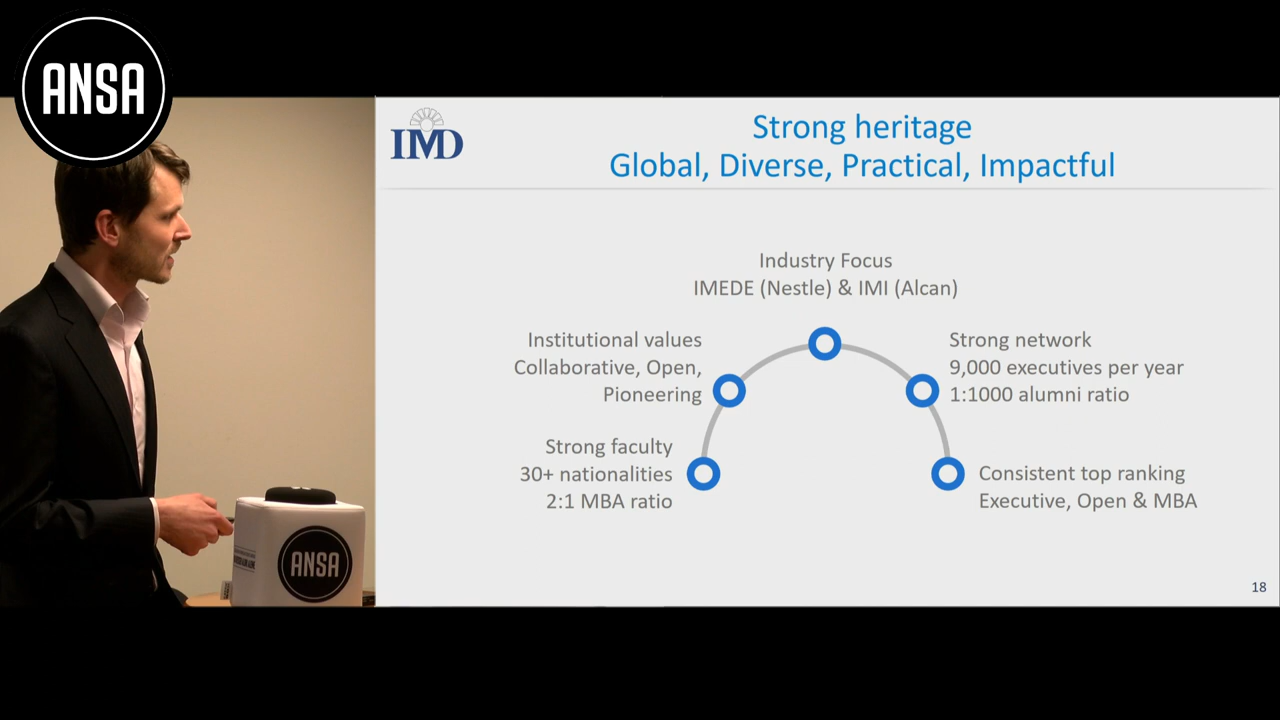 ANSA
IMD
Strong heritage
Global, Diverse, Practical, Impactful
Industry Focus
IMEDE (Nestle) & IMI (Alcan)
Institutional values
Collaborative, Open,
Pioneering
Strong network
9,000 executives per year
1:1000 alumni ratio
Strong faculty
30+ nationalities
2:1 MBA ratio
Consistent top ranking
Executive, Open & MBA
ANSA
18